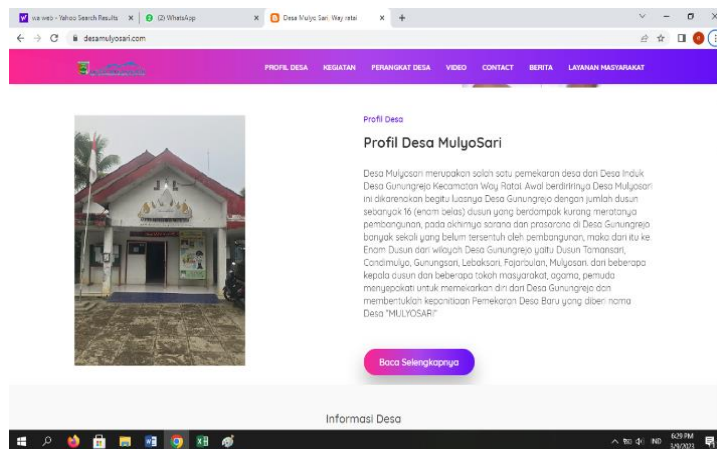 wa web - Yahoo Search Results
(2) WhatsApp
Desa Mulyo Sari, Way ratai
desamulyosari.com
PROFIL DESA KEGIATAN PERANGKAT DESA VIDEO CONTACT BERITA LAYANAN MASYARAKAT
Profil Desa
Profil Desa MulyoSari
Desa Mulyosari merupakan salah satu pemekaran desa dari Desa Induk
Desa Gunungrejo Kecamatan Way Ratai. Awal berdirinya Desa Mulyosari
ini dikarenakan begitu luasnya Desa Gunungrejo dengan jumlah dusun
sebanyak 16 (enam belas) dusun yang berdampak kurang meratanya
pembangunan, pada akhirnya sarana dan prasarana di Desa Gunungrejo
banyak sekali yang belum tersentuh oleh pembangunan, maka dari itu ke
Enam Dusun dari wilayah Desa Gunungrejo yaitu Dusun Tamansari,
Candimulyo, Gunungsari, Lebaksari, Fajarbulan, Mulyosari, dari beberapa
kepala dusun dan beberapa tokoh masyarakat, agama, pemuda
menyepakati untuk memekarkan diri dari Desa Gunungrejo dan
membentuklah kepanitiaan Pemekaran Desa Baru yang diberi nama
Desa "MULYOSARI"
Baca Selengkapnya
Informasi Desa
IND
6:29 PM
3/9/2023